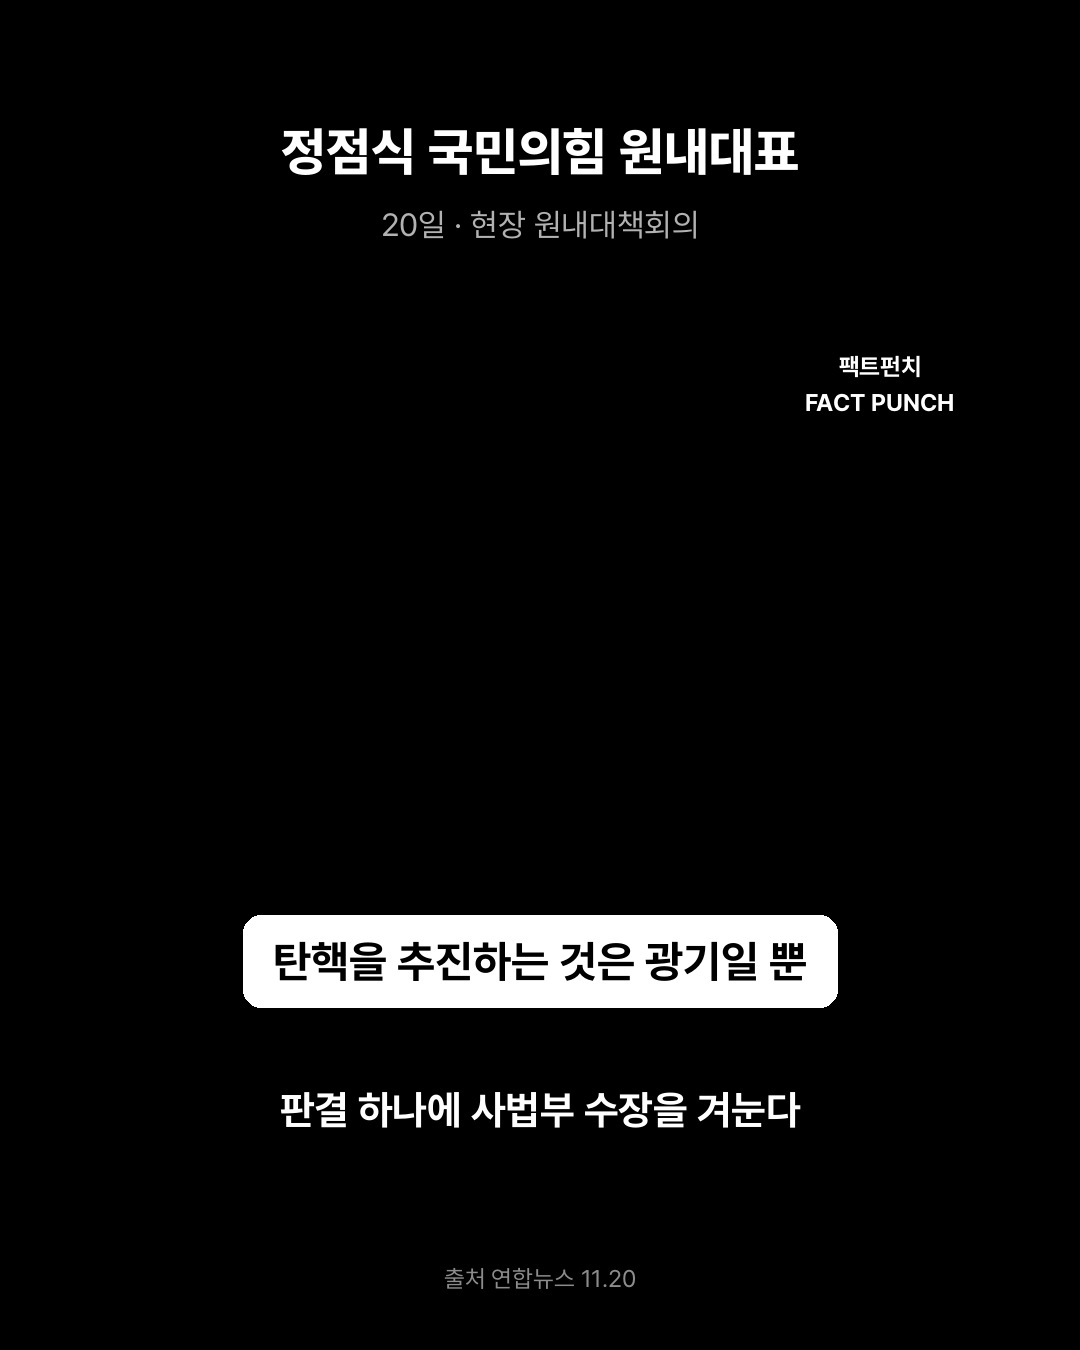 정점식 국민의힘 원내대표
20일 · 현장 원내대책회의
팩트펀치
FACT PUNCH
탄핵을 추진하는 것은 광기일 뿐
판결 하나에 사법부 수장을 겨눈다
출처 연합뉴스 11.20